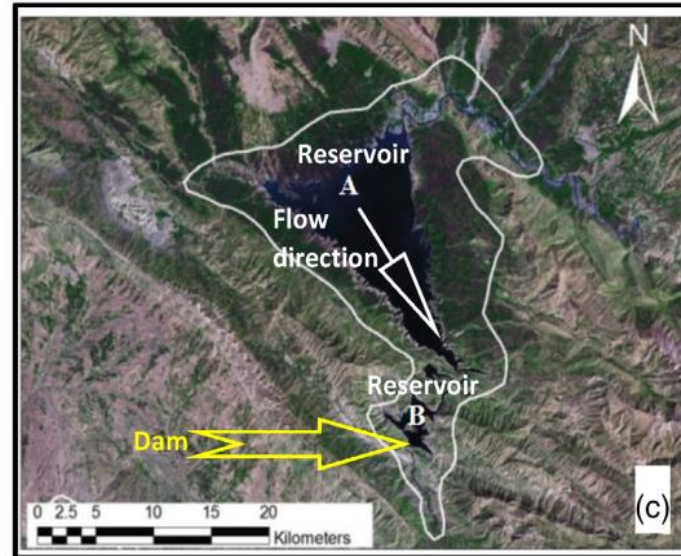 N
Reservoir
A
Flow
direction
Reservoir
B
Dam
0 2.5 5 10 15 20
Kilometers
(c)